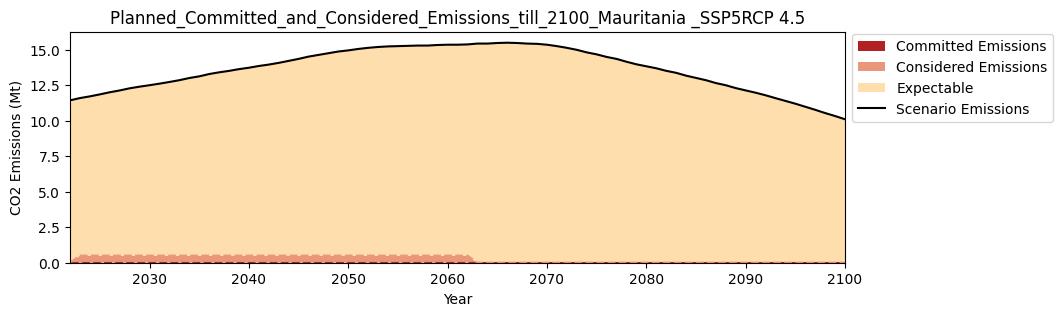 Planned_Committed_and_Considered_Emissions_till_2100_Mauritania _SSP5RCP 4.5
CO2 Emissions (Mt)
15.0
12.5
10.0
7.5
5.0
2.5
0.0
2030 2040 2050 2060 2070 2080 2090 2100
Year
Committed Emissions
Considered Emissions
Expectable
Scenario Emissions